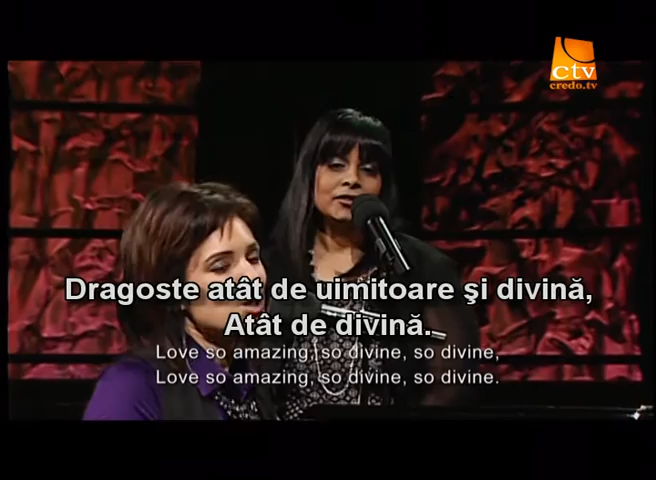 ctv
credo.tv
Dragoste atât de uimitoare şi divină,
Atât de divină.
Love so amazing, so divine, so divine,
Love so amazing, so divine, so divine.